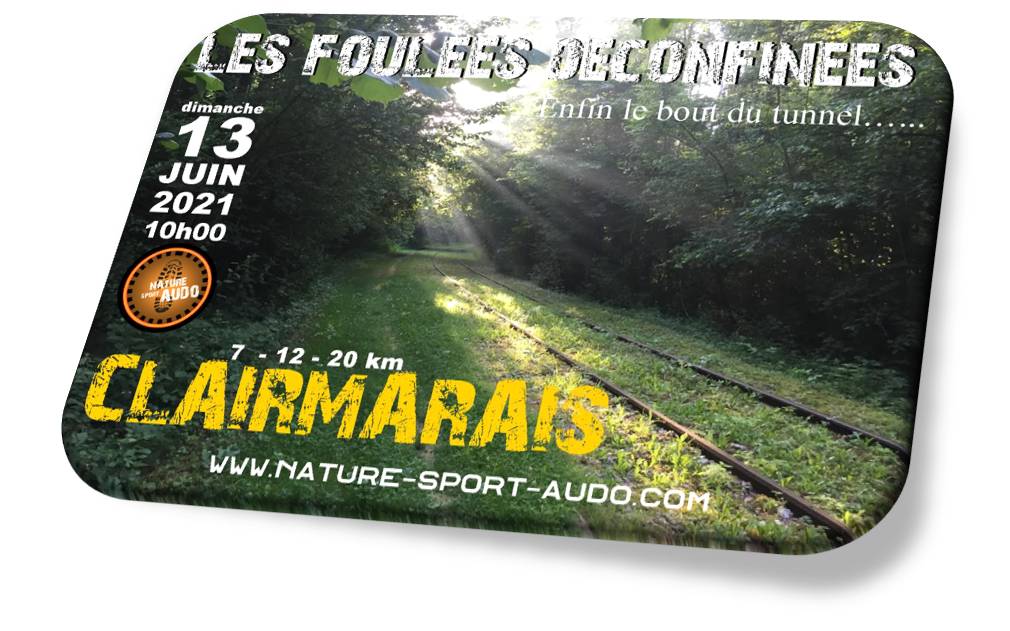 LES FOULEES DECONFINEES
Enfin le bout du tunnel......
dimanche
13
JUIN
2021
10h00
NATURE
SPORT AUDO
7 - 12 - 20 km
CLAIRMARAIS
WWW.NATURE-SPORT-AUDO.COM